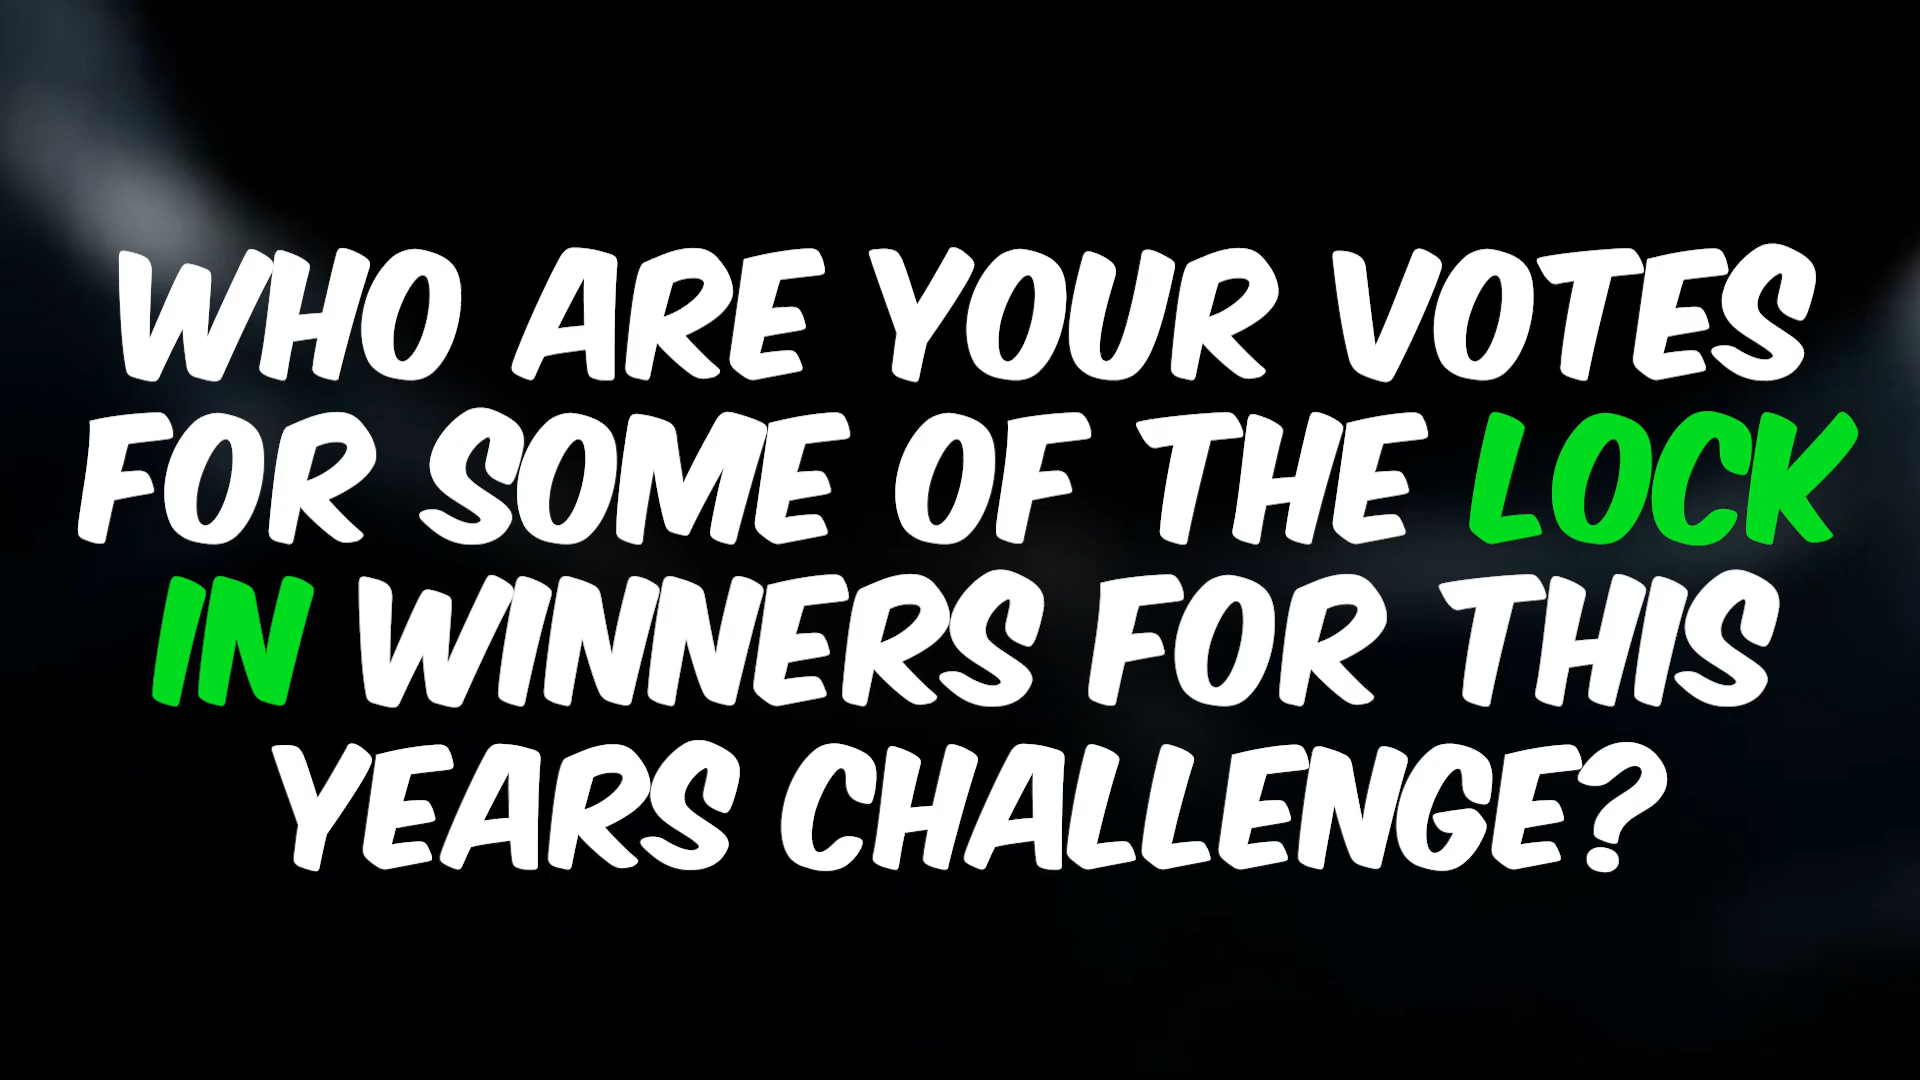 WHO ARE YOUR VOTES
FOR SOME OF THE LOCK
IN WINNERS FOR THIS
YEARS CHALLENGE?